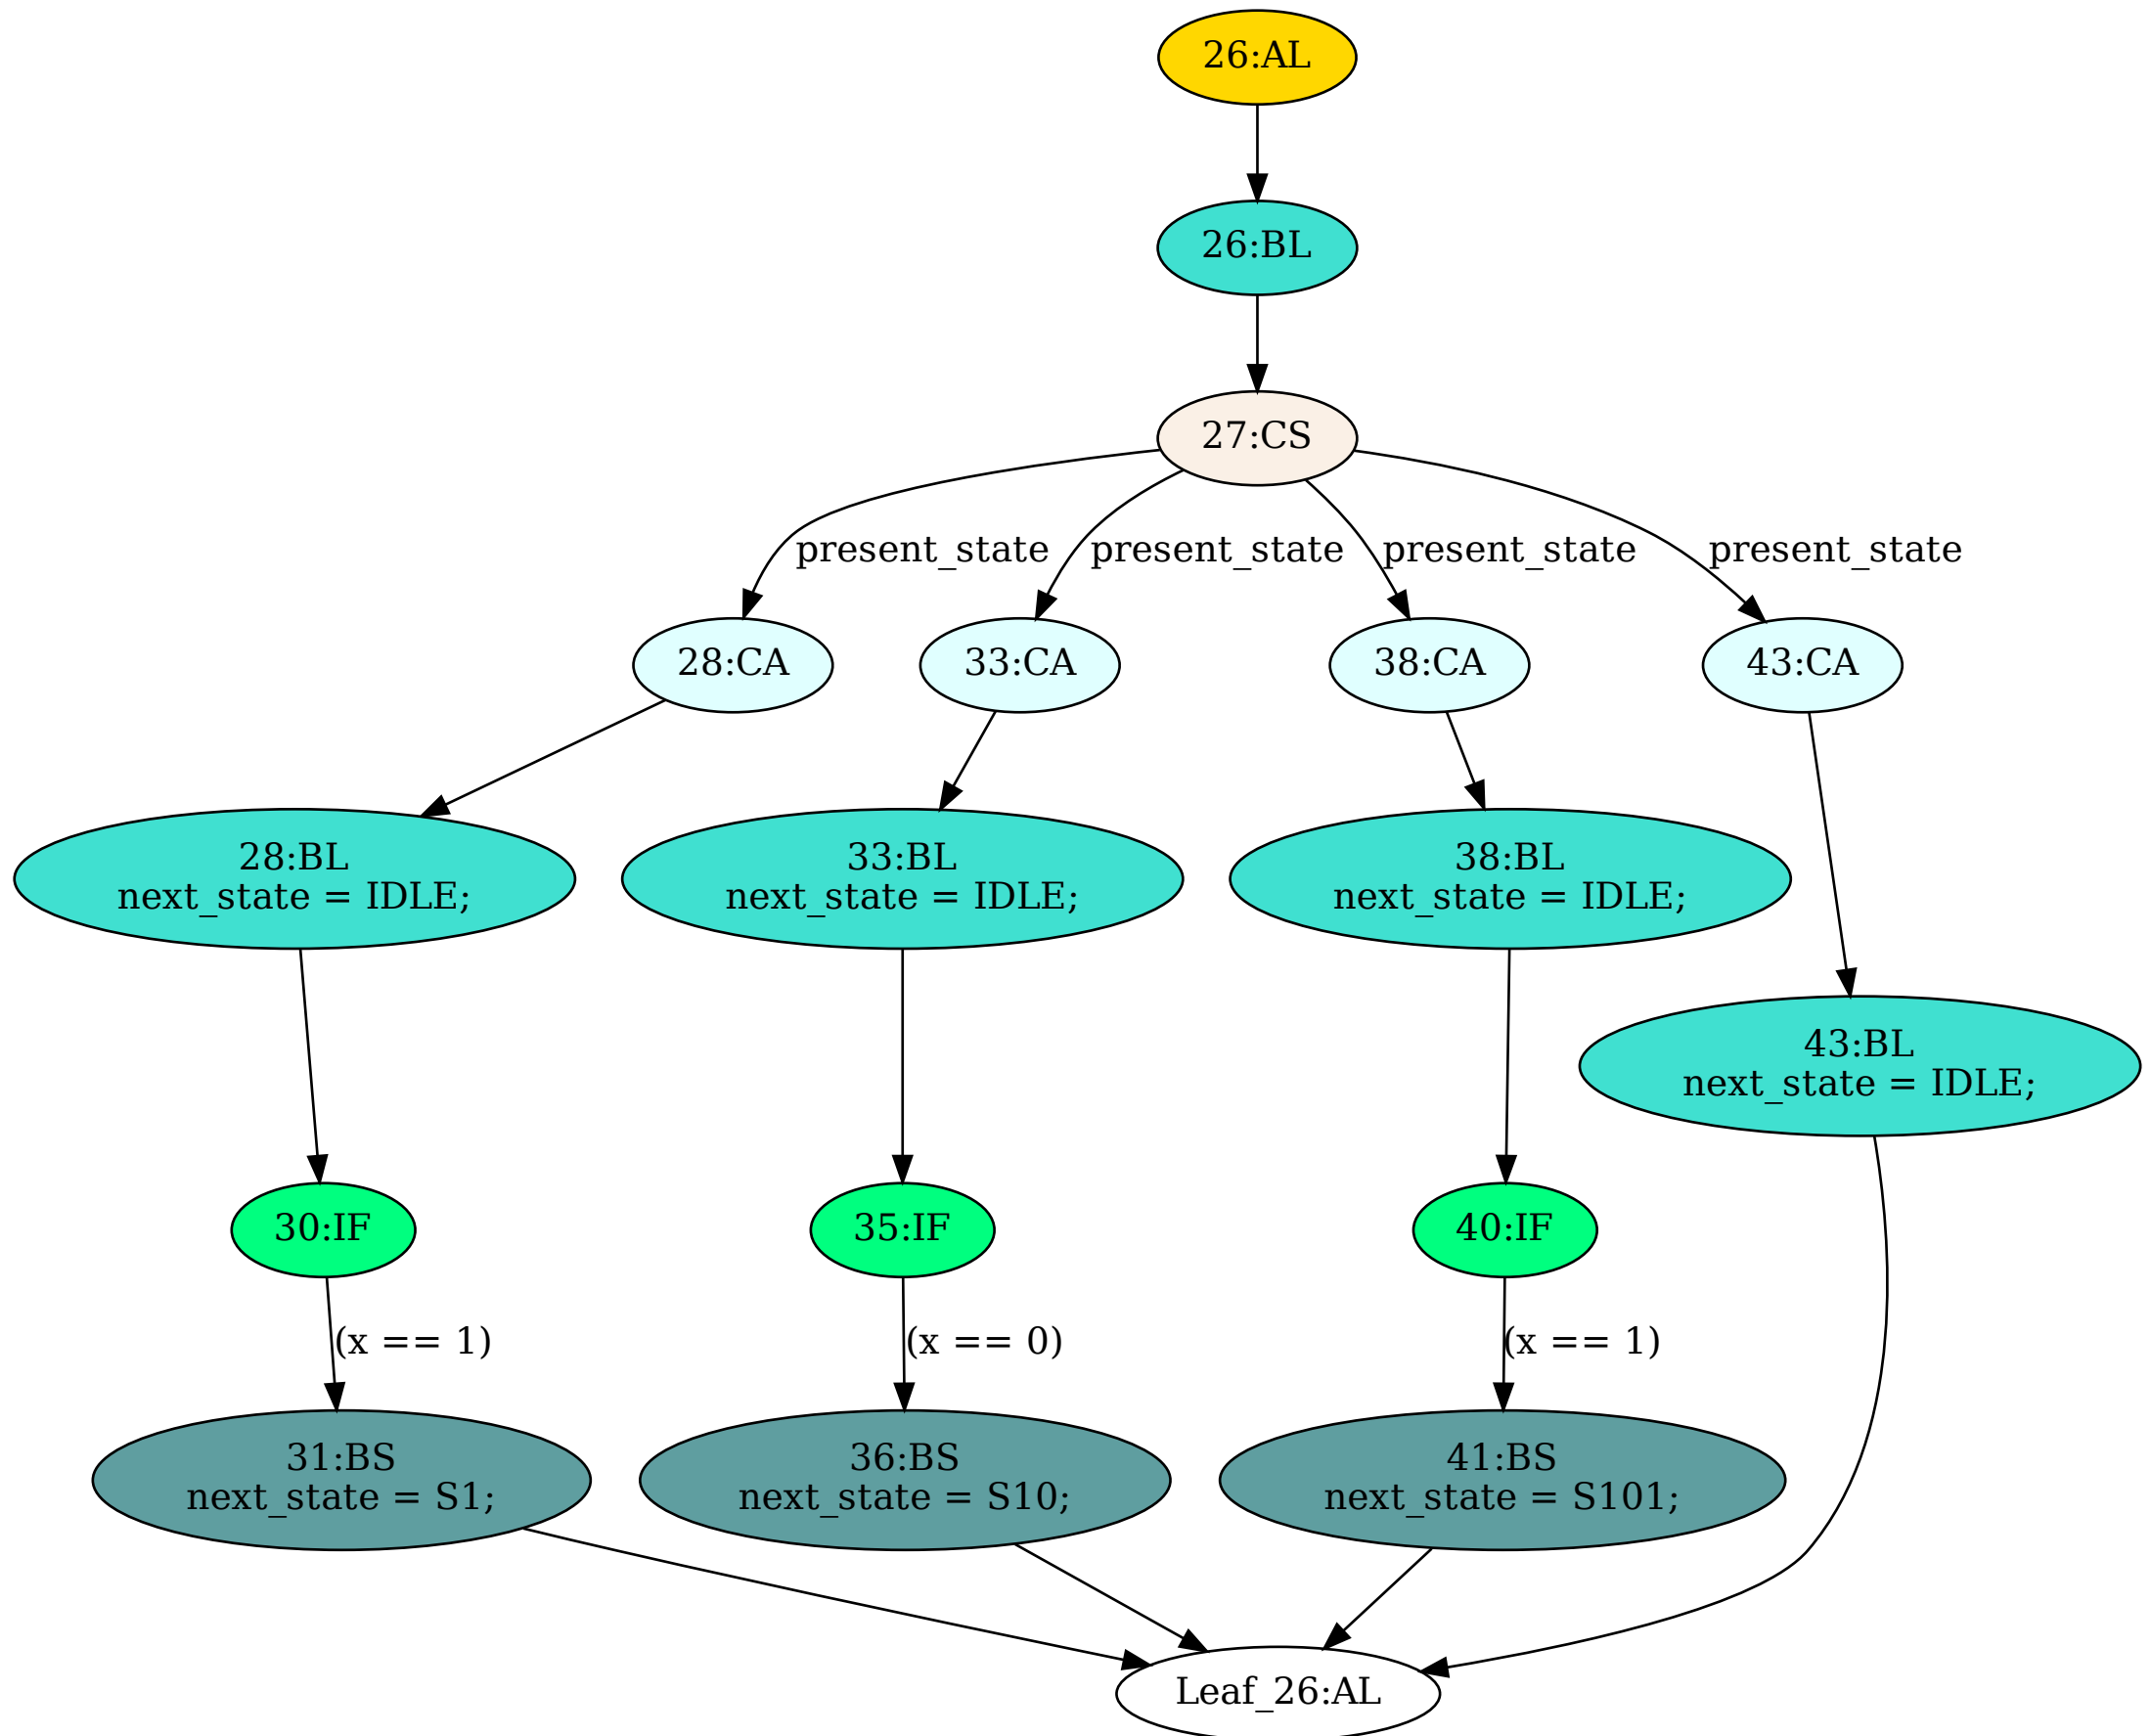 26:AL
26:BL
27:CS
present_state
present_state
present_state
present_state
28:CA
33:CA
38:CA
43:CA
28:BL
next_state = IDLE;
33:BL
next_state = IDLE;
38:BL
next_state = IDLE;
43:BL
next_state = IDLE;
30:IF
35:IF
40:IF
(x == 1)
(x == 0)
(x == 1)
31:BS
next_state = S1;
36:BS
next_state = S10;
41:BS
next_state = S101;
Leaf_26:AL